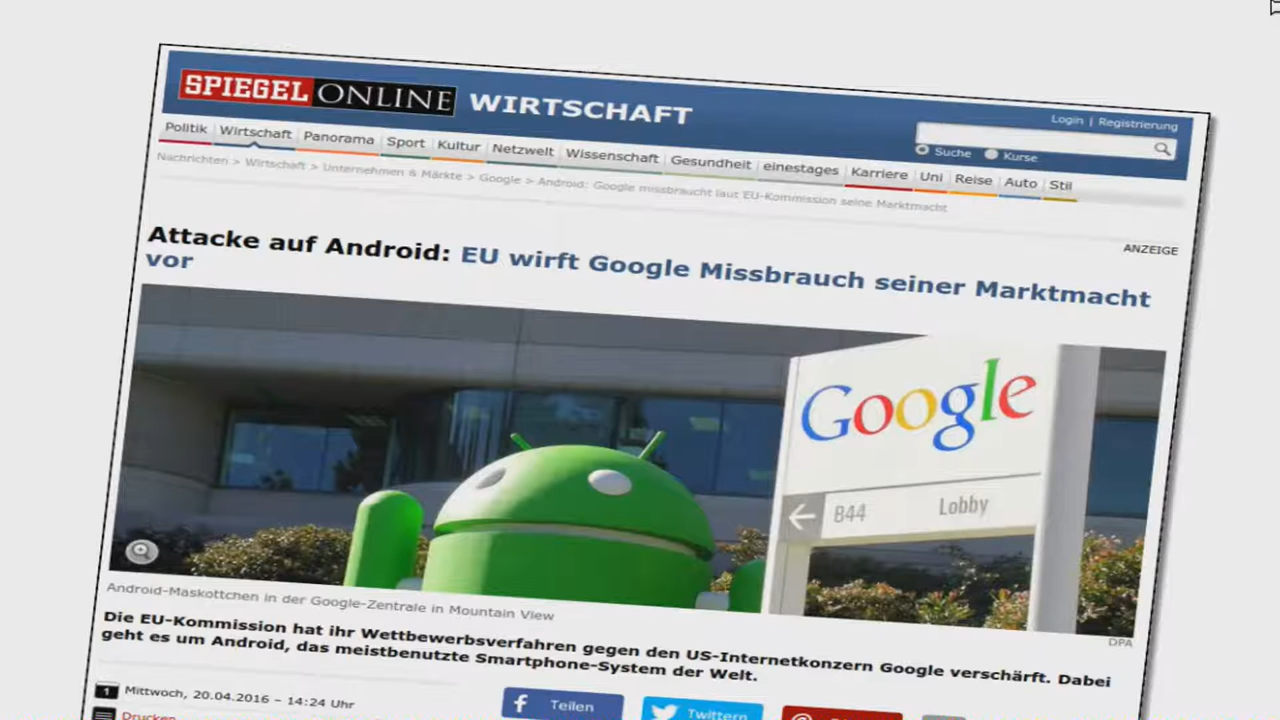 SPIEGEL ONLINE WIRTSCHAFT
Login | Registrierung
Suche Kurse
Politik Wirtschaft Panorama Sport Kultur Netzwelt Wissenschaft Gesundheit einestages Karriere Uni Reise Auto Stil
Nachrichten > Wirtschaft > Unternehmen & Märkte > Google > Android: Google missbraucht laut EU-Kommission seine Marktmacht
ANZEIGE
Attacke auf Android: EU wirft Google Missbrauch seiner Marktmacht
vor
Google
B44 Lobby
Android-Maskottchen in der Google-Zentrale in Mountain View
DPA
Die EU-Kommission hat ihr Wettbewerbsverfahren gegen den US-Internetkonzern Google verschärft. Dabei
geht es um Android, das meistbenutzte Smartphone-System der Welt.
1 Mittwoch, 20.04.2016 – 14:24 Uhr
f Teilen
Twittern
Drucken